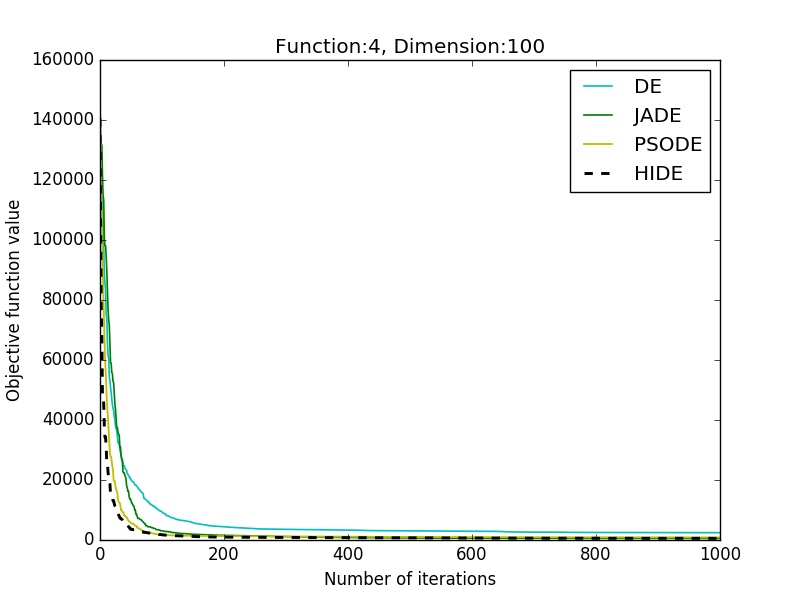 Function:4, Dimension:100
160000
140000
120000
100000
80000
60000
40000
20000
0
0 200 400 600 800 1000
Objective function value
Number of iterations
DE
JADE
PSODE
HIDE